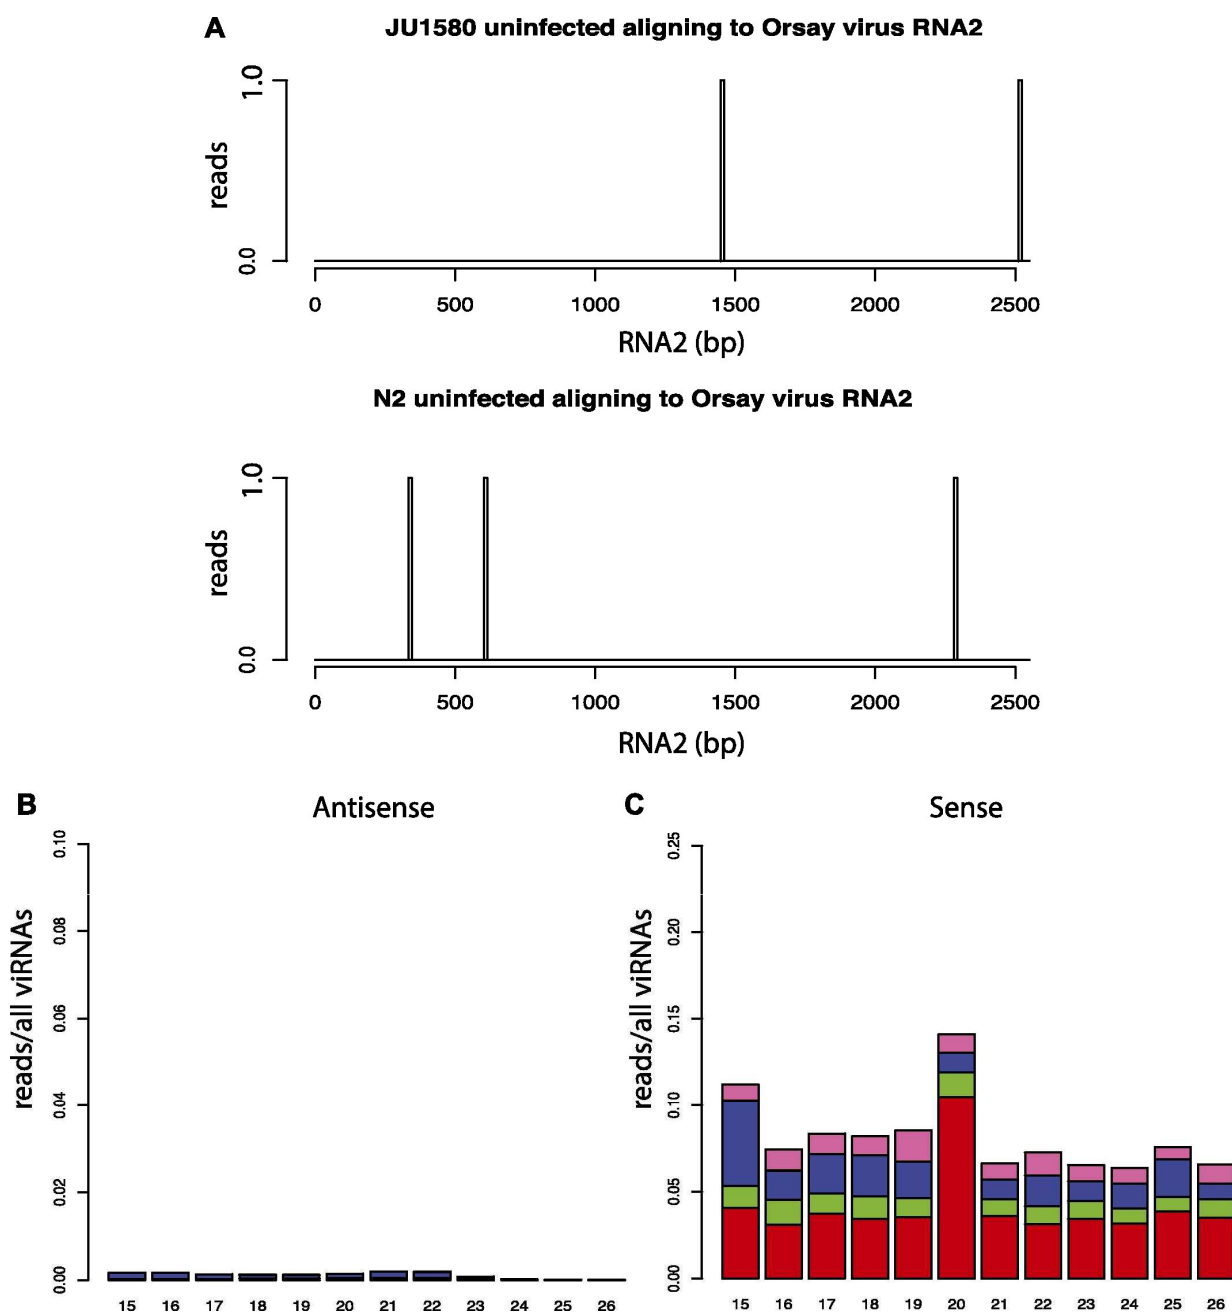 A
JU1580 uninfected aligning to Orsay virus RNA2
1.0
reads
0.0
0 500 1000 1500 2000 2500
RNA2 (bp)
N2 uninfected aligning to Orsay virus RNA2
1.0
reads
0.0
0 500 1000 1500 2000 2500
RNA2 (bp)
B
Antisense
0.10
0.08
0.06
0.04
0.02
0.00
reads/all viRNAs
15 16 17 18 19 20 21 22 23 24 25 26
C
Sense
0.25
0.20
0.15
0.10
0.05
0.00
reads/all viRNAs
15 16 17 18 19 20 21 22 23 24 25 26